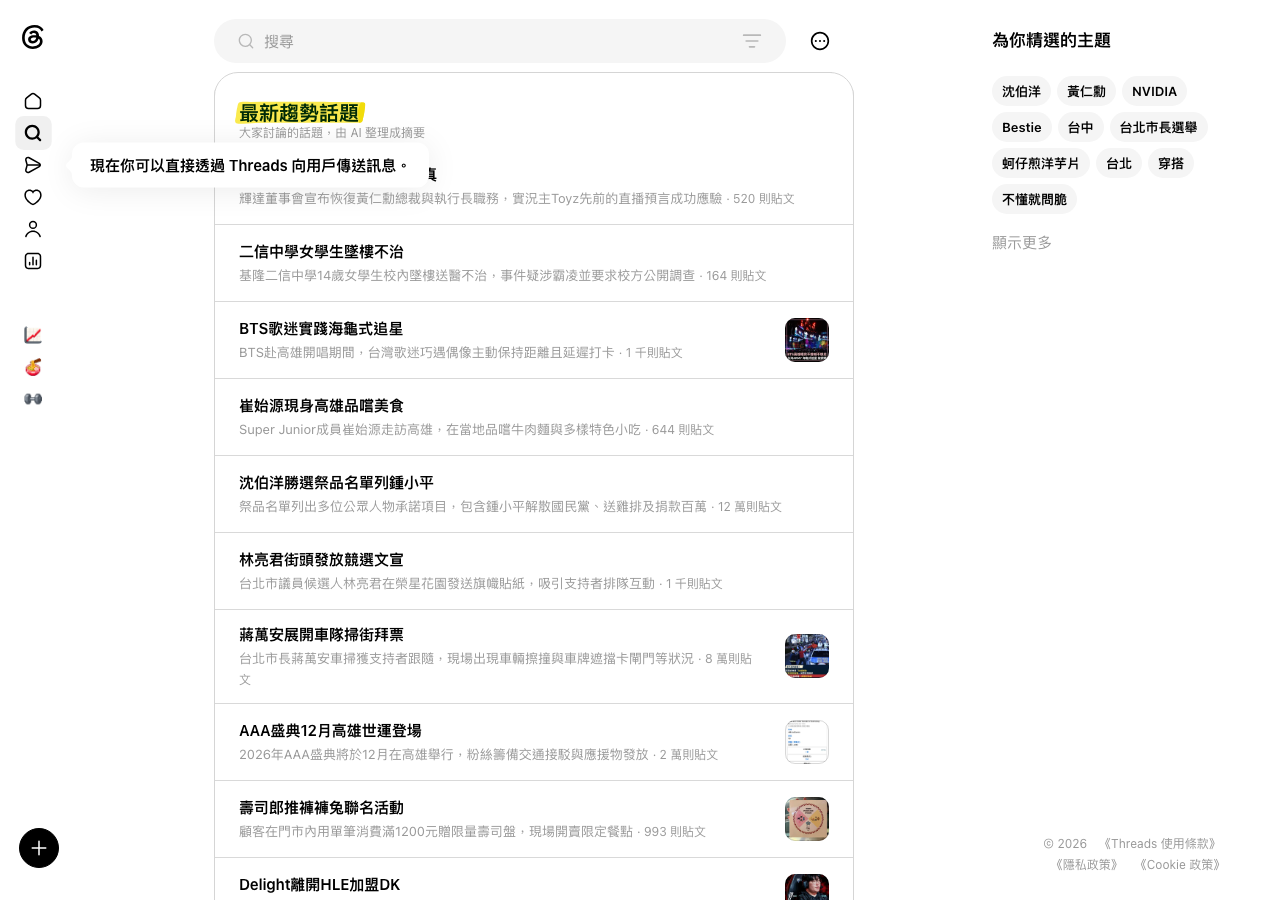 搜尋
最新趨勢話題
大家討論的話題，由 AI 整理成摘要
現在你可以直接透過 Threads 向用戶傳送訊息。
真
輝達董事會宣布恢復黃仁勳總裁與執行長職務，實況主Toyz先前的直播預言成功應驗 · 520 則貼文
二信中學女學生墜樓不治
基隆二信中學14歲女學生校內墜樓送醫不治，事件疑涉霸凌並要求校方公開調查 · 164 則貼文
BTS歌迷實踐海龜式追星
BTS赴高雄開唱期間，台灣歌迷巧遇偶像主動保持距離且延遲打卡 · 1 千則貼文
崔始源現身高雄品嚐美食
Super Junior成員崔始源走訪高雄，在當地品嚐牛肉麵與多樣特色小吃 · 644 則貼文
沈伯洋勝選祭品名單列鍾小平
祭品名單列出多位公眾人物承諾項目，包含鍾小平解散國民黨、送雞排及捐款百萬 · 12 萬則貼文
林亮君街頭發放競選文宣
台北市議員候選人林亮君在榮星花園發送旗幟貼紙，吸引支持者排隊互動 · 1 千則貼文
蔣萬安展開車隊掃街拜票
台北市長蔣萬安車掃獲支持者跟隨，現場出現車輛擦撞與車牌遮擋卡閘門等狀況 · 8 萬則貼
文
AAA盛典12月高雄世運登場
2026年AAA盛典將於12月在高雄舉行，粉絲籌備交通接駁與應援物發放 · 2 萬則貼文
壽司郎推褲褲兔聯名活動
顧客在門市內用單筆消費滿1200元贈限量壽司盤，現場開賣限定餐點 · 993 則貼文
Delight離開HLE加盟DK
為你精選的主題
沈伯洋
黃仁勳
NVIDIA
Bestie
台中
台北市長選舉
蚵仔煎洋芋片
台北
穿搭
不懂就問脆
顯示更多
© 2026 《Threads 使用條款》
《隱私政策》 《Cookie 政策》